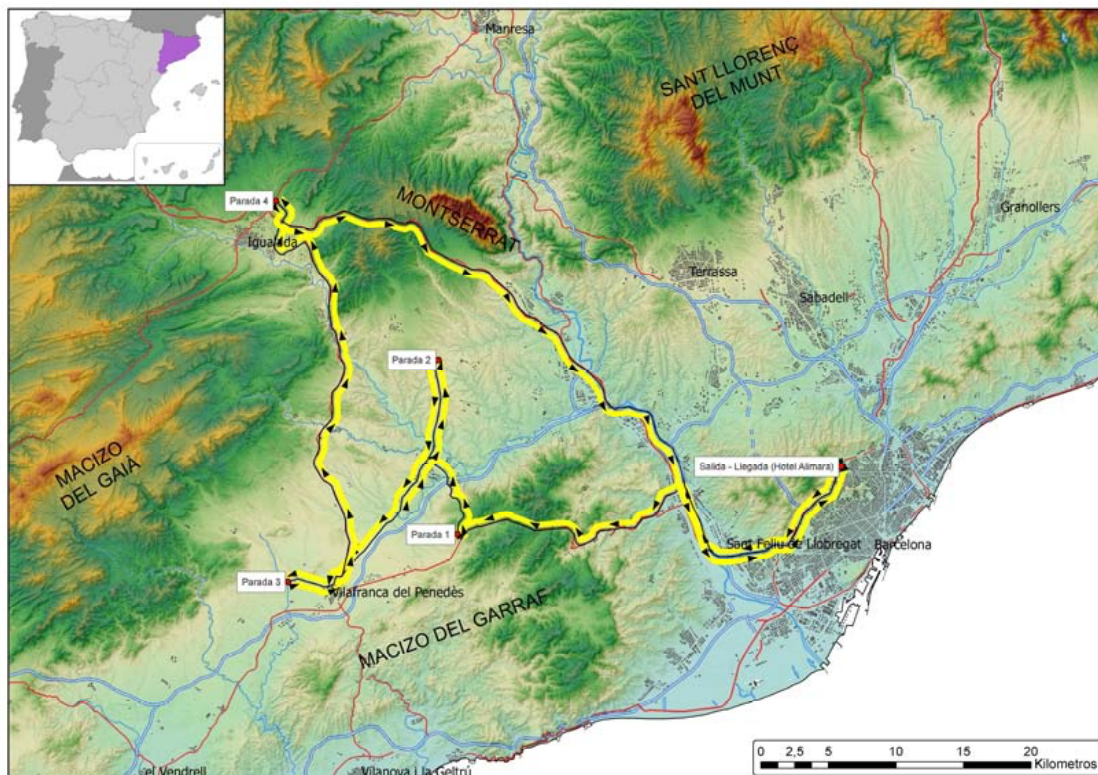 Manresa
SANT LLORENÇ
DEL MUNT
Parada 4
MONTSERRAT
Granollers
Igualada
Terrassa
Sabadell
Parada 2
MACIZO
DEL GAIÀ
Salida - Llegada (Hotel Alimara)
Parada 1
Sant Feliu de Llobregat
Barcelona
Parada 3
Vilafranca del Penedès
MACIZO DEL GARRAF
el Vendrell
Vilanova i la Geltrú
0 2,5 5 10 15 20
Kilometros